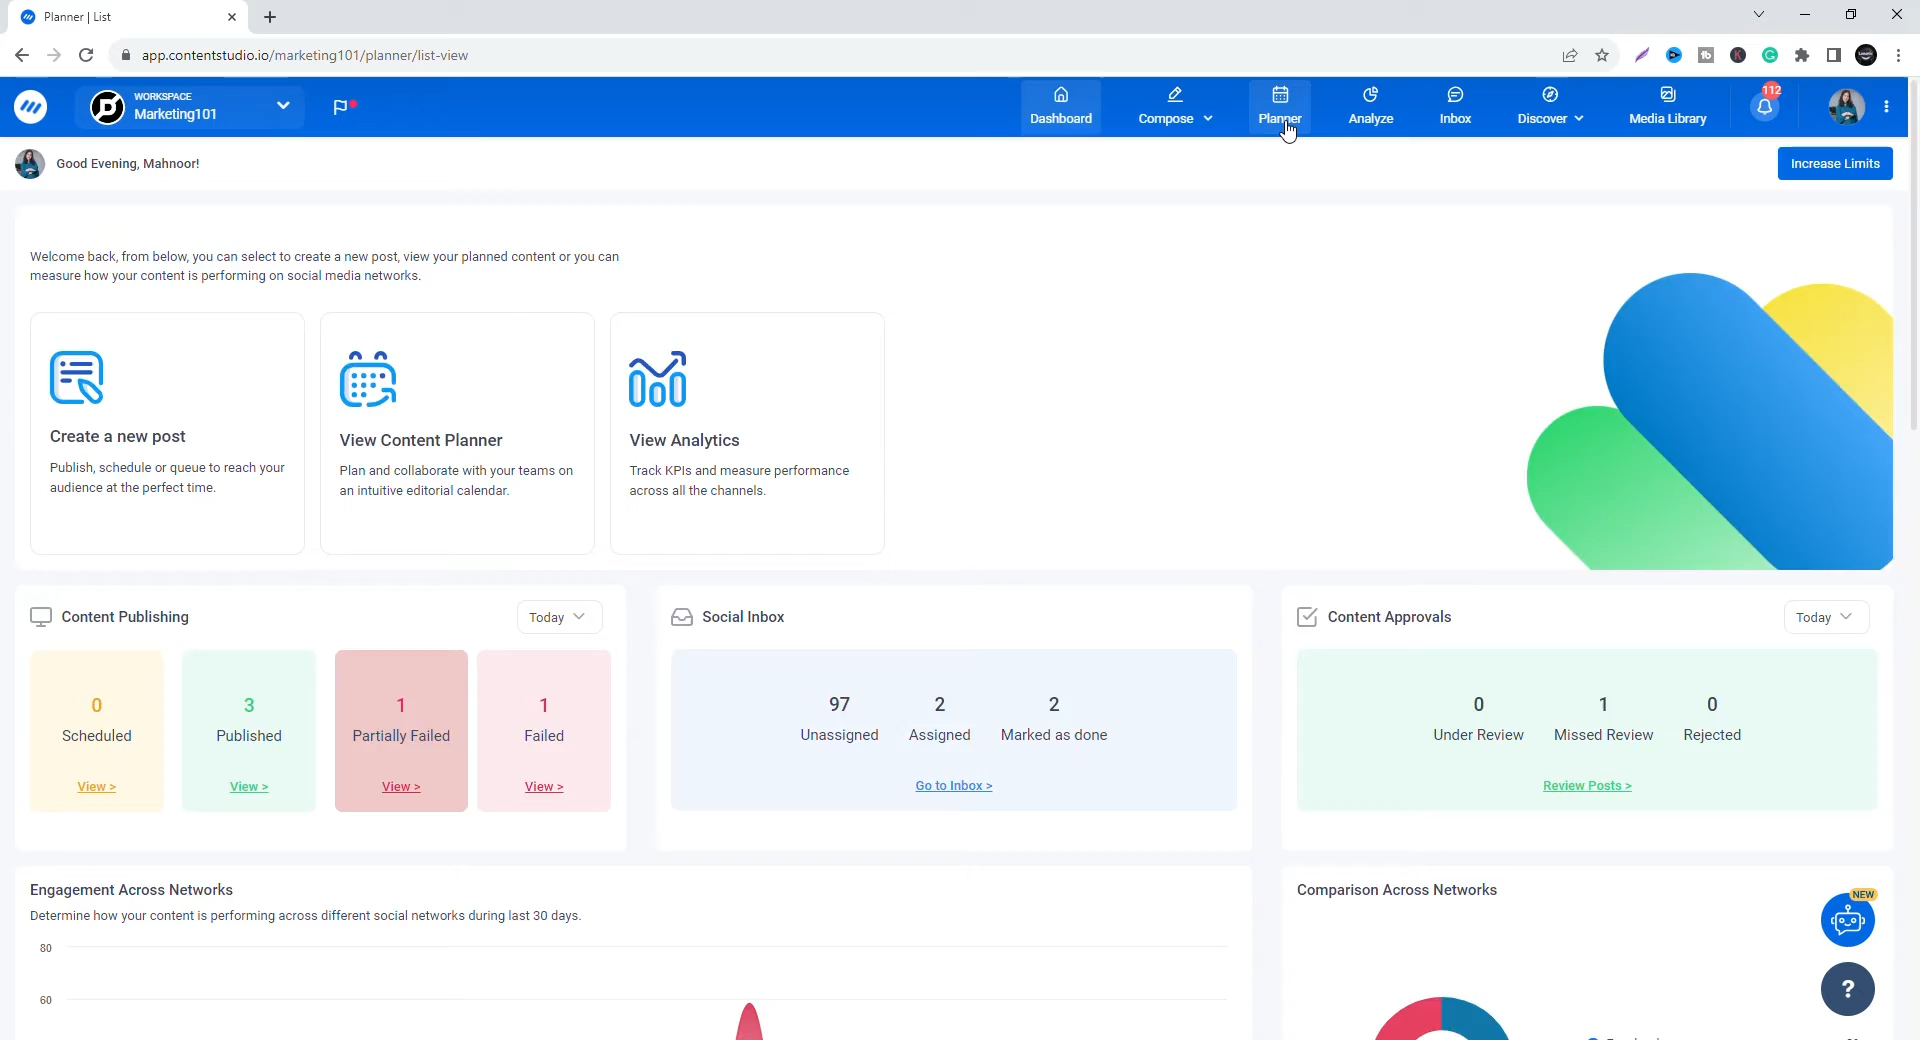 Planner | List
app.contentstudio.io/marketing101/planner/list-view
WORKSPACE
Marketing101
Dashboard
Compose
Planner
Analyze
Inbox
Discover
Media Library
112
Good Evening, Mahnoor!
Increase Limits
Welcome back, from below, you can select to create a new post, view your planned content or you can
measure how your content is performing on social media networks.
Create a new post
Publish, schedule or queue to reach your
audience at the perfect time.
View Content Planner
Plan and collaborate with your teams on
an intuitive editorial calendar.
View Analytics
Track KPIs and measure performance
across all the channels.
Content Publishing
Today
0
Scheduled
View >
3
Published
View >
1
Partially Failed
View >
1
Failed
View >
Social Inbox
97
Unassigned
2
Assigned
2
Marked as done
Go to Inbox >
Content Approvals
Today
0
Under Review
1
Missed Review
0
Rejected
Review Posts >
Engagement Across Networks
Determine how your content is performing across different social networks during last 30 days.
80
60
Comparison Across Networks
NEW
?